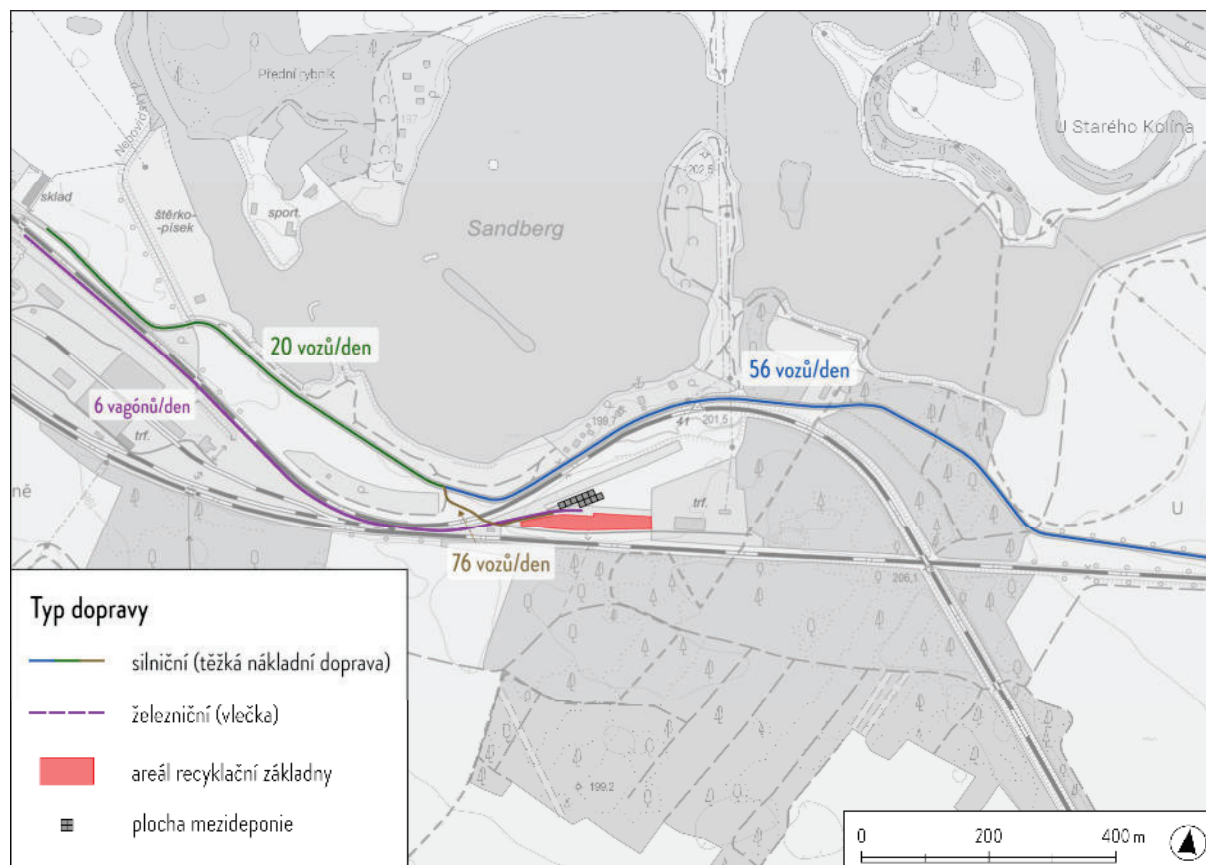 Přední rybník
197
U Starého Kolína
202,5
sklad
štěrko-
-písek
sport.
Sandberg
20 vozů/den
56 vozů/den
6 vagónů/den
trf.
41
201,5
U
ně
trf.
76 vozů/den
206,1
199,2
Typ dopravy
silniční (těžká nákladní doprava)
železniční (vlečka)
areál recyklační základny
plocha mezideponie
0
200
400 m